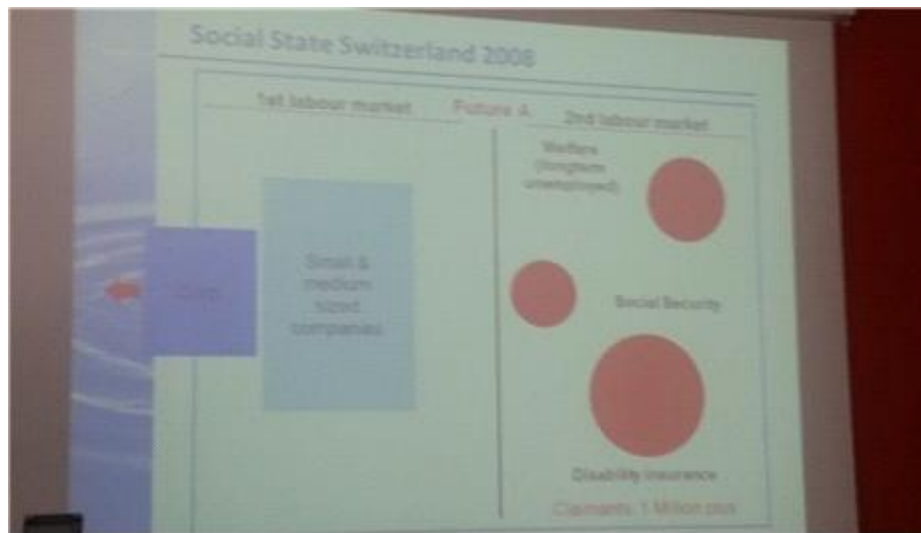 Social State Switzerland 2008
1st labour market
Future A
2nd labour market
Welfare
(longterm
unemployed)
Small &
medium
sized
companies
Social Security
Disability insurance
Claimants: 1 Million plus